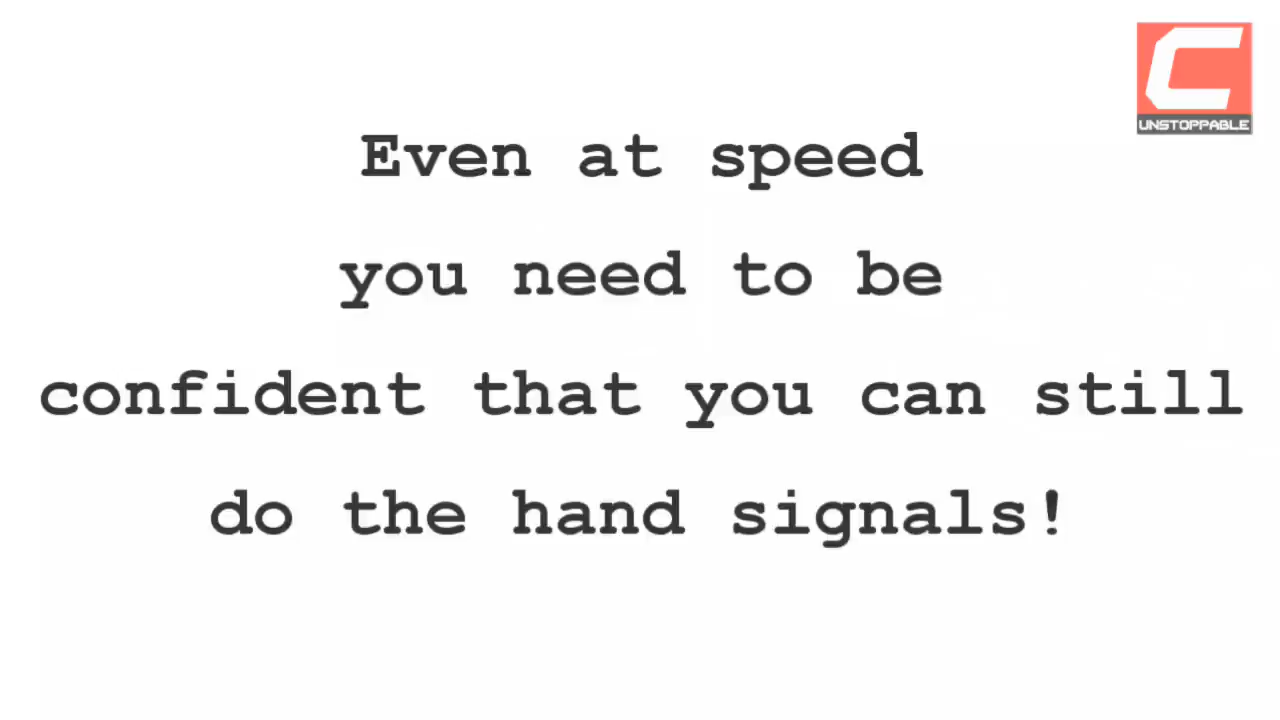 C
UNSTOPPABLE
Even at speed
you need to be
confident that you can still
do the hand signals!